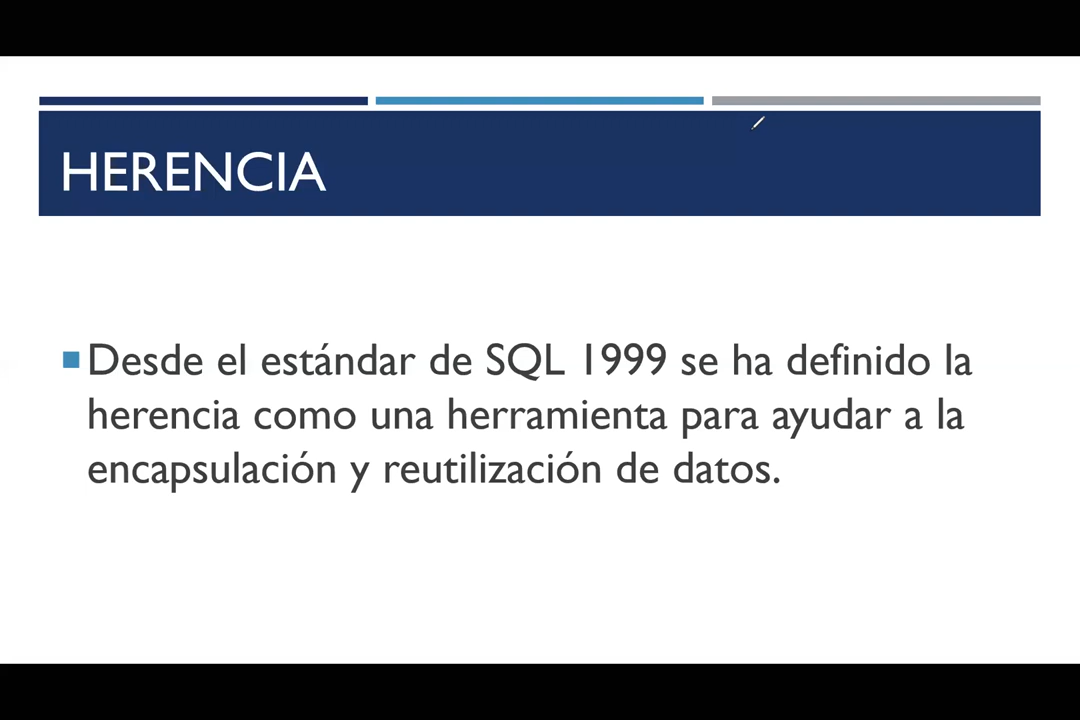 HERENCIA
Desde el estándar de SQL 1999 se ha definido la
herencia como una herramienta para ayudar a la
encapsulación y reutilización de datos.